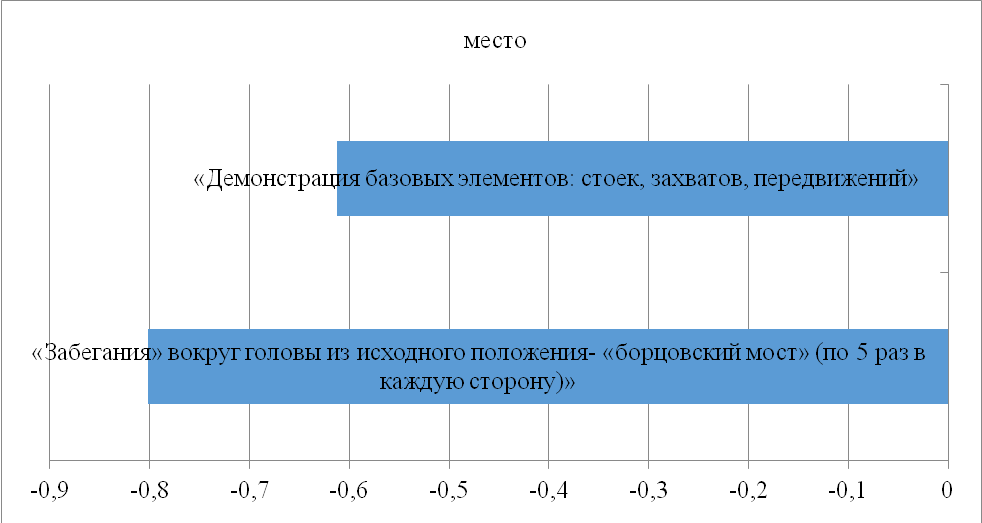 место
«Демонстрация базовых элементов: стоек, захватов, передвижений»
«Забегания» вокруг головы из исходного положения- «борцовский мост» (по 5 раз в
каждую сторону)»
-0,9 -0,8 -0,7 -0,6 -0,5 -0,4 -0,3 -0,2 -0,1 0